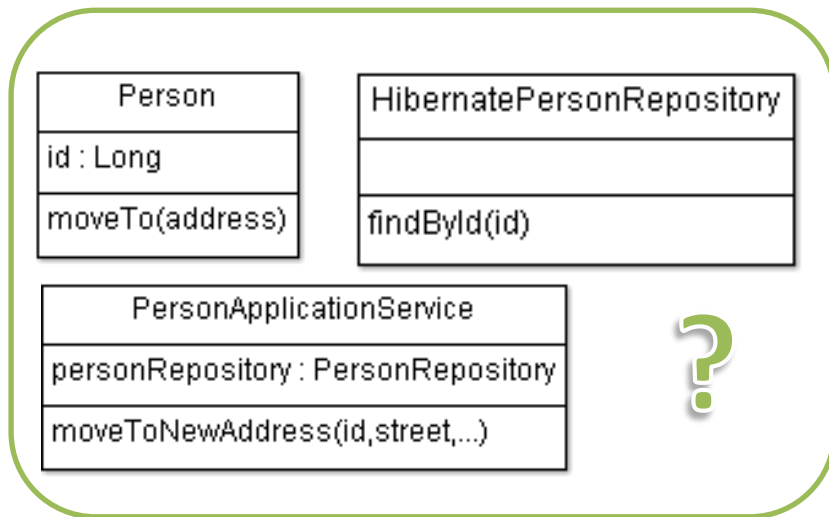 Person
id : Long
moveTo(address)
HibernatePersonRepository
findById(id)
PersonApplicationService
personRepository : PersonRepository
moveToNewAddress(id,street,...)
?